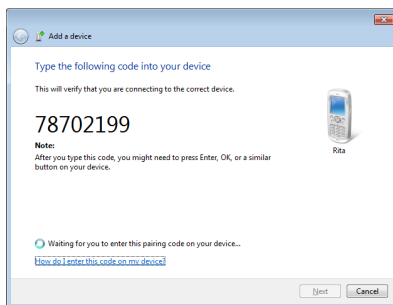 Add a device
Type the following code into your device
This will verify that you are connecting to the correct device.
78702199
Note:
After you type this code, you might need to press Enter, OK, or a similar
button on your device.
Rita
Waiting for you to enter this pairing code on your device...
How do I enter this code on my device?
Next Cancel